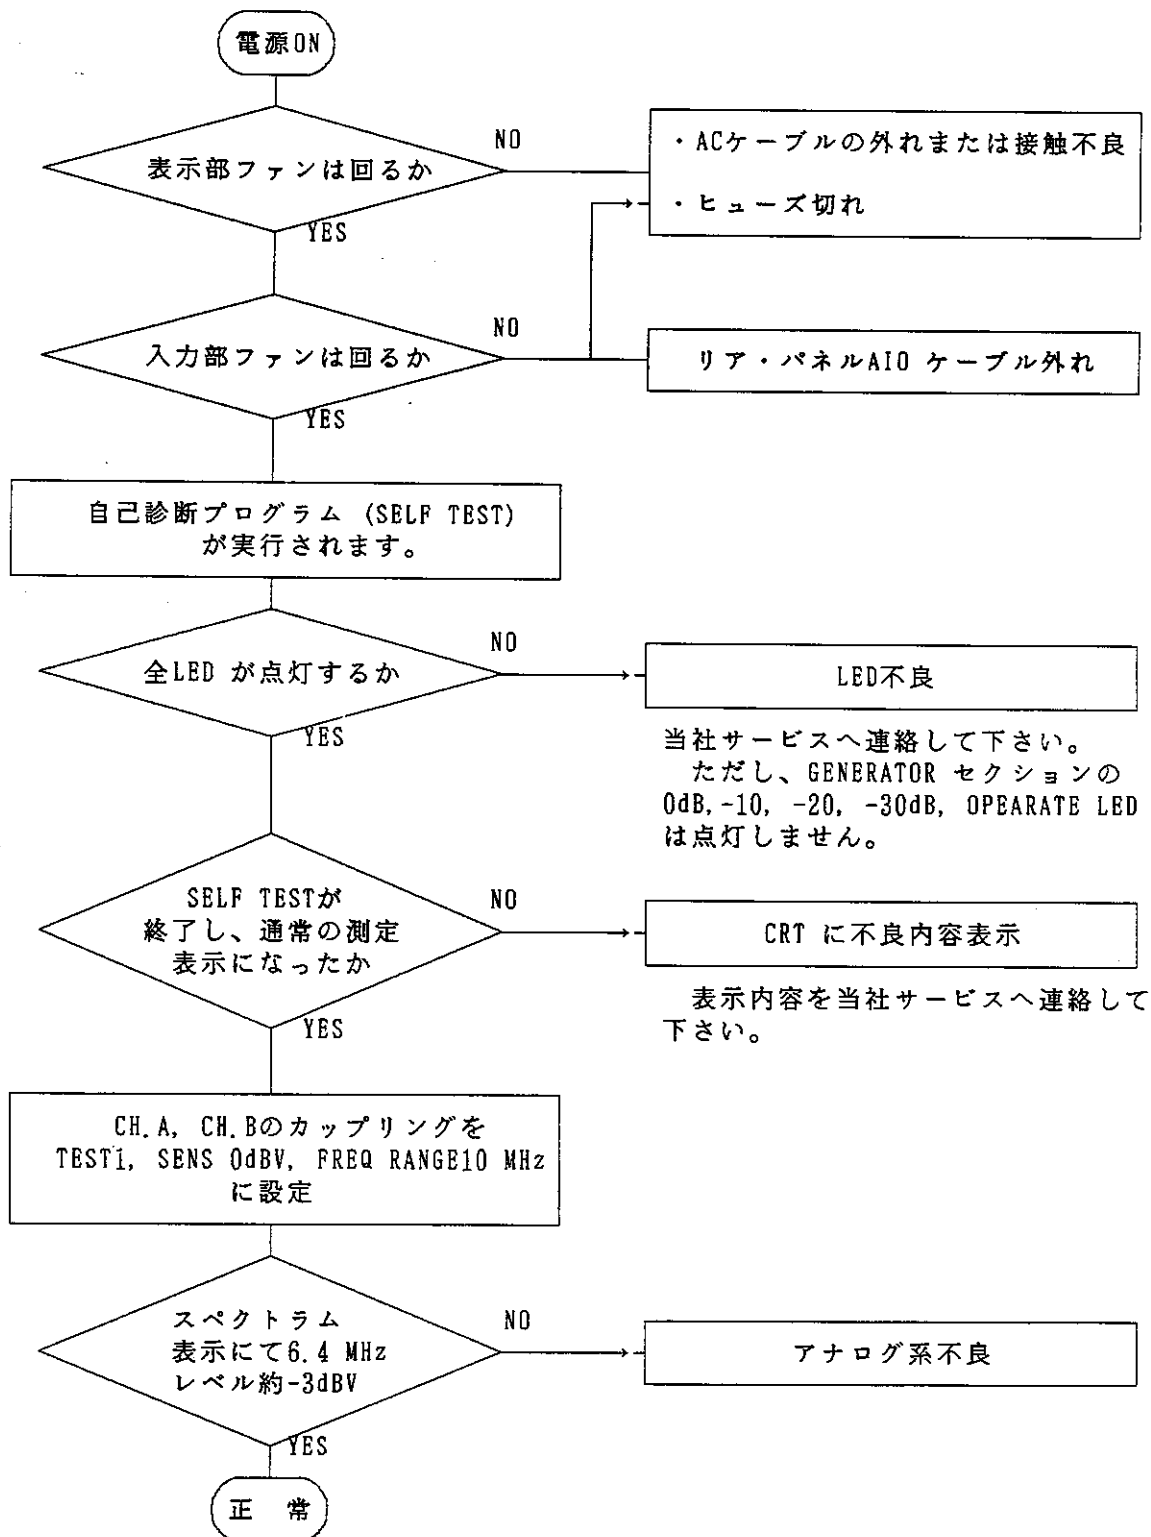 電源ON
表示部ファンは回るか
NO
・ACケーブルの外れまたは接触不良
・ヒューズ切れ
YES
入力部ファンは回るか
NO
リア・パネルAIO ケーブル外れ
YES
自己診断プログラム (SELF TEST)
が実行されます。
全LED が点灯するか
NO
LED不良
YES
当社サービスへ連絡して下さい。
ただし、GENERATOR セクションの
0dB,-10, -20, -30dB, OPEARATE LED
は点灯しません。
SELF TESTが
終了し、通常の測定
表示になったか
NO
CRT に不良内容表示
YES
表示内容を当社サービスへ連絡して
下さい。
CH.A, CH.Bのカップリングを
TEST1, SENS 0dBV, FREQ RANGE10 MHz
に設定
スペクトラム
表示にて6.4 MHz
レベル約-3dBV
NO
アナログ系不良
YES
正 常